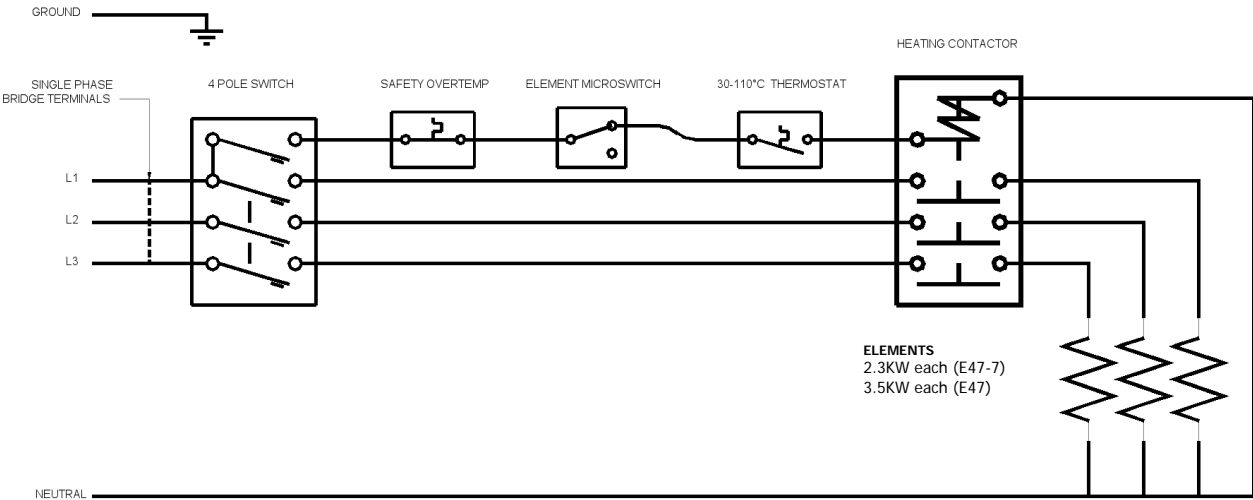 GROUND
HEATING CONTACTOR
SINGLE PHASE
BRIDGE TERMINALS
4 POLE SWITCH
SAFETY OVERTEMP
ELEMENT MICROSWITCH
30-110°C THERMOSTAT
L1
L2
L3
ELEMENTS
2.3KW each (E47-7)
3.5KW each (E47)
NEUTRAL